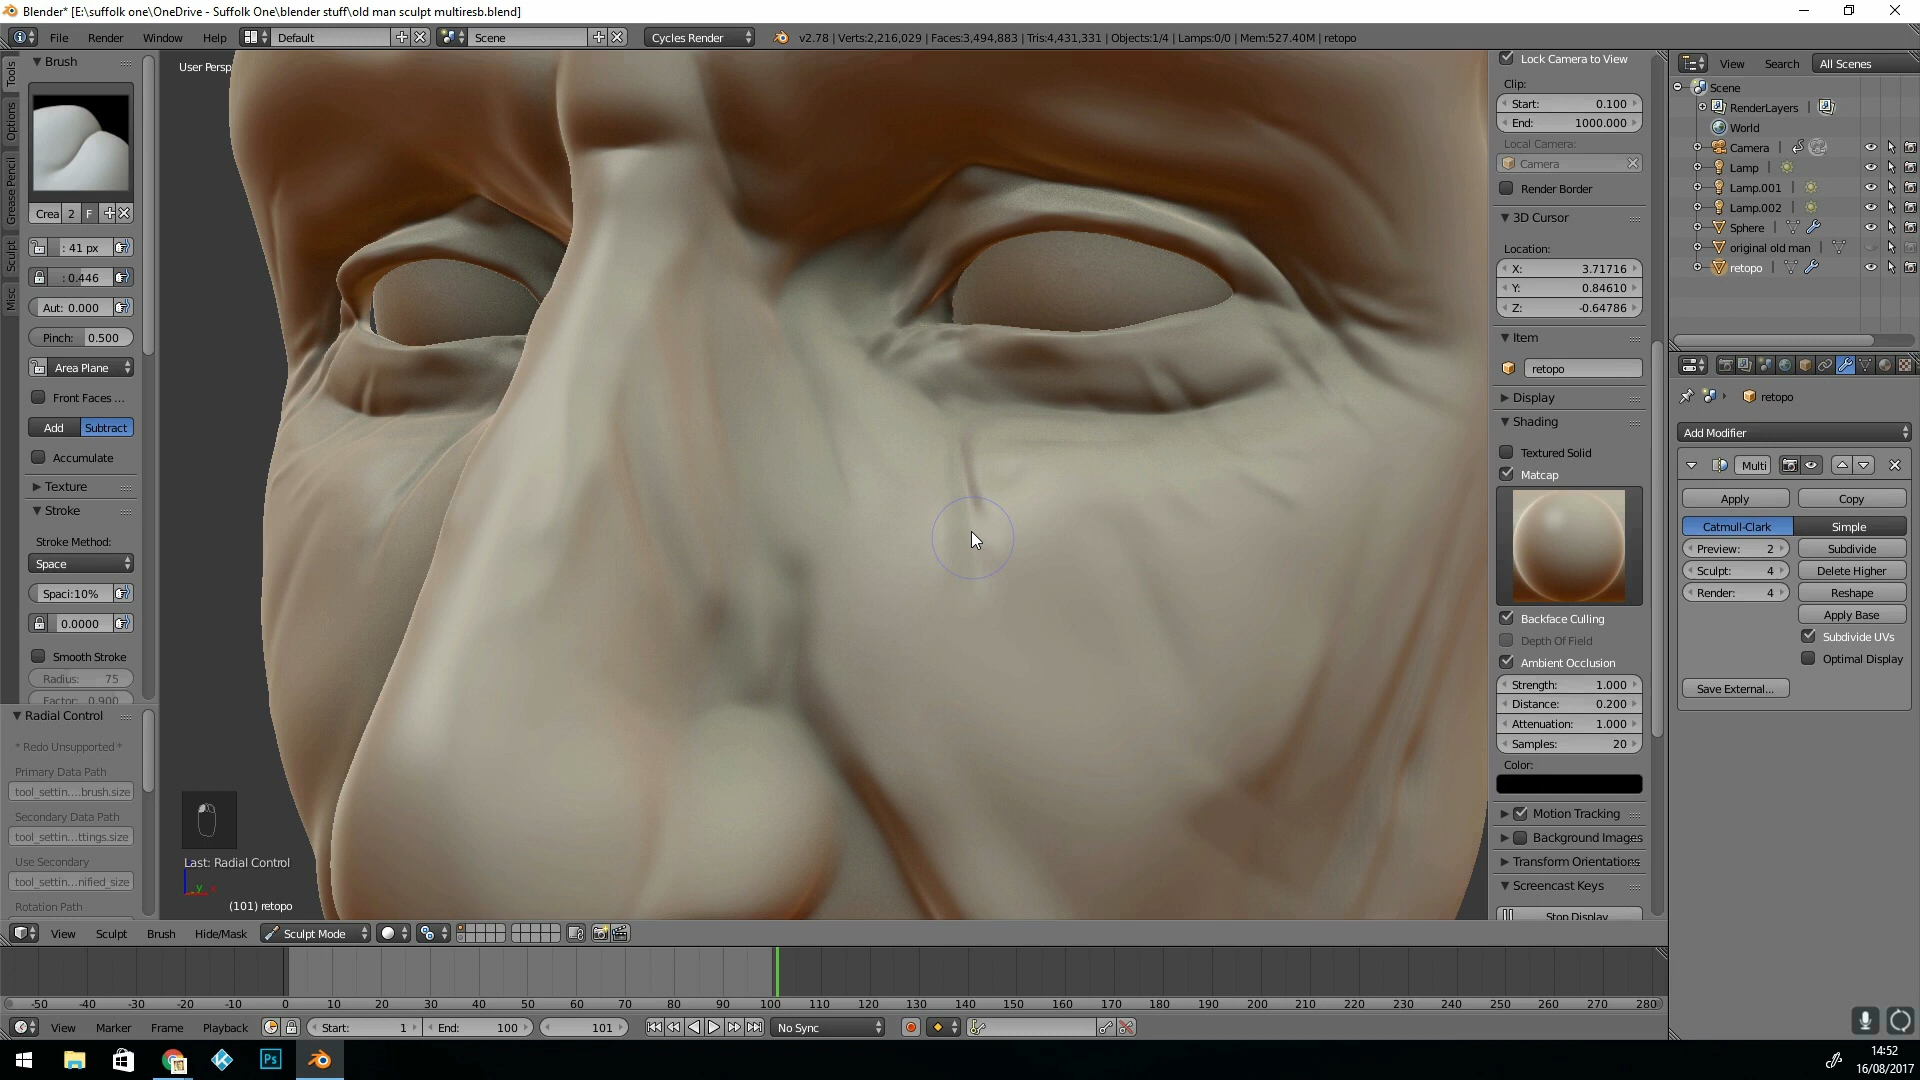 Blender* [E:\suffolk one\OneDrive - Suffolk One\blender stuff\old man sculpt multiresb.blend]
File Render Window Help Default Scene Cycles Render v2.78 | Verts:2,216,029 | Faces:3,494,883 | Tris:4,431,331 | Objects:1/4 | Lamps:0/0 | Mem:527.40M | retopo
Tools
Options
Grease Pencil
Sculpt
Misc
Brush
Crea 2 F
: 41 px
: 0.446
Aut: 0.000
Pinch: 0.500
Area Plane
Front Faces ...
Add Subtract
Accumulate
Texture
Stroke
Stroke Method:
Space
Spaci:10%
0.0000
Smooth Stroke
Radius: 75
Factor: 0.900
Radial Control
* Redo Unsupported *
Primary Data Path
tool_settin....brush.size
Secondary Data Path
tool_settin...ttings.size
Use Secondary
tool_settin...nified_size
Rotation Path
User Persp
Last: Radial Control
y x
(101) retopo
Lock Camera to View
Clip:
Start: 0.100
End: 1000.000
Local Camera:
Camera
Render Border
3D Cursor
Location:
X: 3.71716
Y: 0.84610
Z: -0.64786
Item
retopo
Display
Shading
Textured Solid
Matcap
Backface Culling
Depth Of Field
Ambient Occlusion
Strength: 1.000
Distance: 0.200
Attenuation: 1.000
Samples: 20
Color:
Motion Tracking
Background Images
Transform Orientations
Screencast Keys
Stop Display
View Search All Scenes
Scene
RenderLayers |
World
Camera |
Lamp |
Lamp.001 |
Lamp.002 |
Sphere |
original old man |
retopo |
retopo
Add Modifier
Multi
Apply Copy
Catmull-Clark Simple
Preview: 2 Subdivide
Sculpt: 4 Delete Higher
Render: 4 Reshape
Apply Base
Subdivide UVs
Optimal Display
Save External...
View Sculpt Brush Hide/Mask Sculpt Mode
-50 -40 -30 -20 -10 0 10 20 30 40 50 60 70 80 90 100 110 120 130 140 150 160 170 180 190 200 210 220 230 240 250 260 270 280
View Marker Frame Playback Start: 1 End: 100 101 No Sync
Ps
14:52
16/08/2017